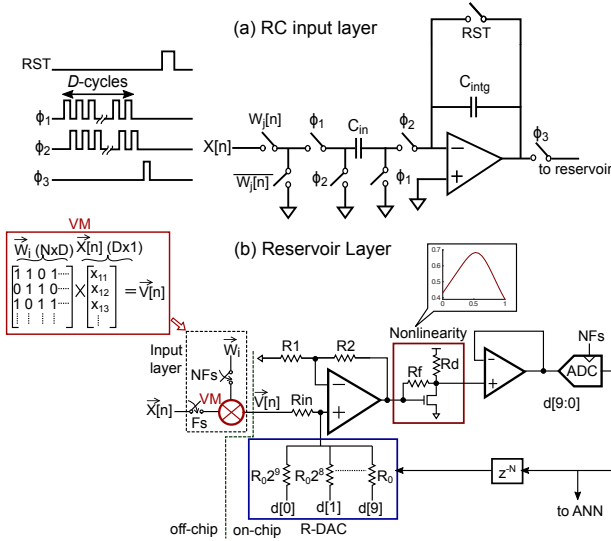 (a) RC input layer
RST
RST
D-cycles
ϕ1
ϕ2
ϕ3
Cintg
X[n]
Wj[n]
ϕ1
Cin
ϕ2
ϕ3
Wj[n]
ϕ2
ϕ1
to reservoir
VM
Wi (NxD) X[n] (Dx1)
1 1 0 1 ····· x11
0 1 1 0 ····· x12
1 0 1 1 ····· x13
= V[n]
(b) Reservoir Layer
0.7
0.6
0.5
0.4
0 0.5 1
Nonlinearity
Input layer
Wi
NFs
VM
X[n]
Fs
V[n]
R1
R2
Rin
Rf
Rd
NFs
ADC
d[9:0]
R02^9 R02^8 ········ R0
d[0] d[1] d[9]
R-DAC
z^-N
to ANN
off-chip
on-chip